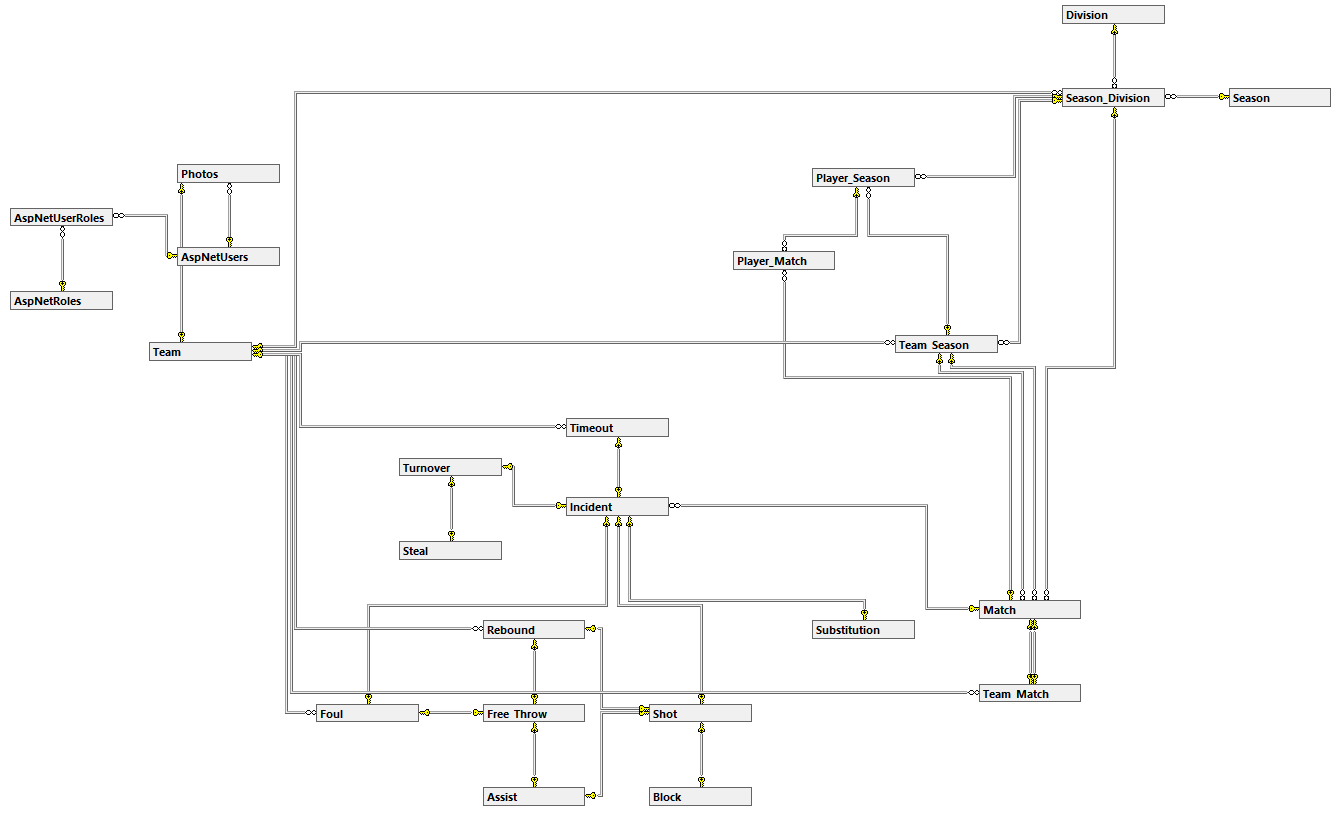 Division
Season_Division
Season
Photos
Player_Season
AspNetUserRoles
AspNetUsers
Player_Match
AspNetRoles
Team
Team_Season
Timeout
Turnover
Incident
Steal
Match
Rebound
Substitution
Team_Match
Foul
Free_Throw
Shot
Assist
Block